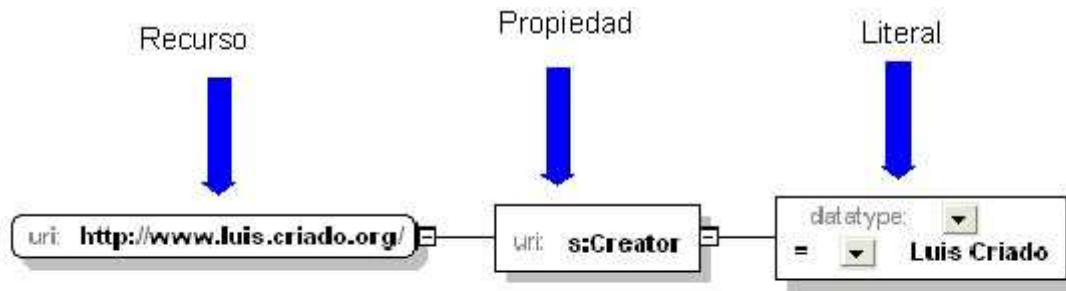 Recurso
Propiedad
Literal
uri: http://www.luis.criado.org/
uri: s:Creator
datatype:
= Luis Criado